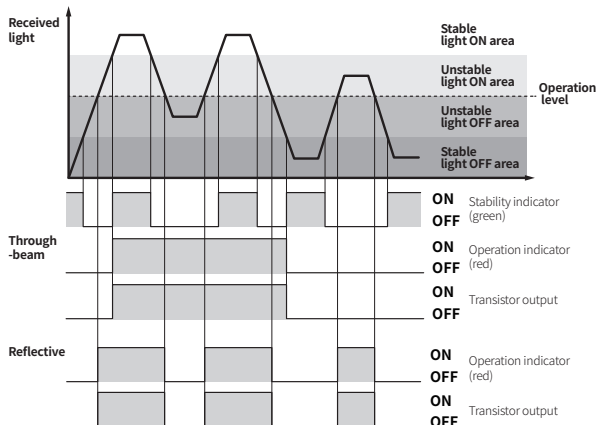 Received
light
Stable
light ON area
Unstable
light ON area
Operation
level
Unstable
light OFF area
Stable
light OFF area
ON
OFF
Stability indicator
(green)
Through
-beam
ON
OFF
Operation indicator
(red)
ON
OFF
Transistor output
Reflective
ON
OFF
Operation indicator
(red)
ON
OFF
Transistor output